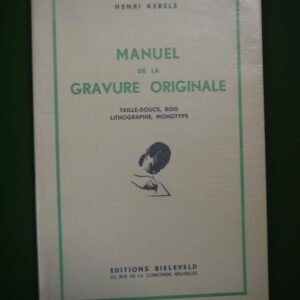 HENRI KERELS
MANUEL
DE LA
GRAVURE ORIGINALE
TAILLE-DOUCE, BOIS
LITHOGRAPHIE, MONOTYPE
EDITIONS BIELEVELD
RUE DE LA CONCORDE, BRUXELLES